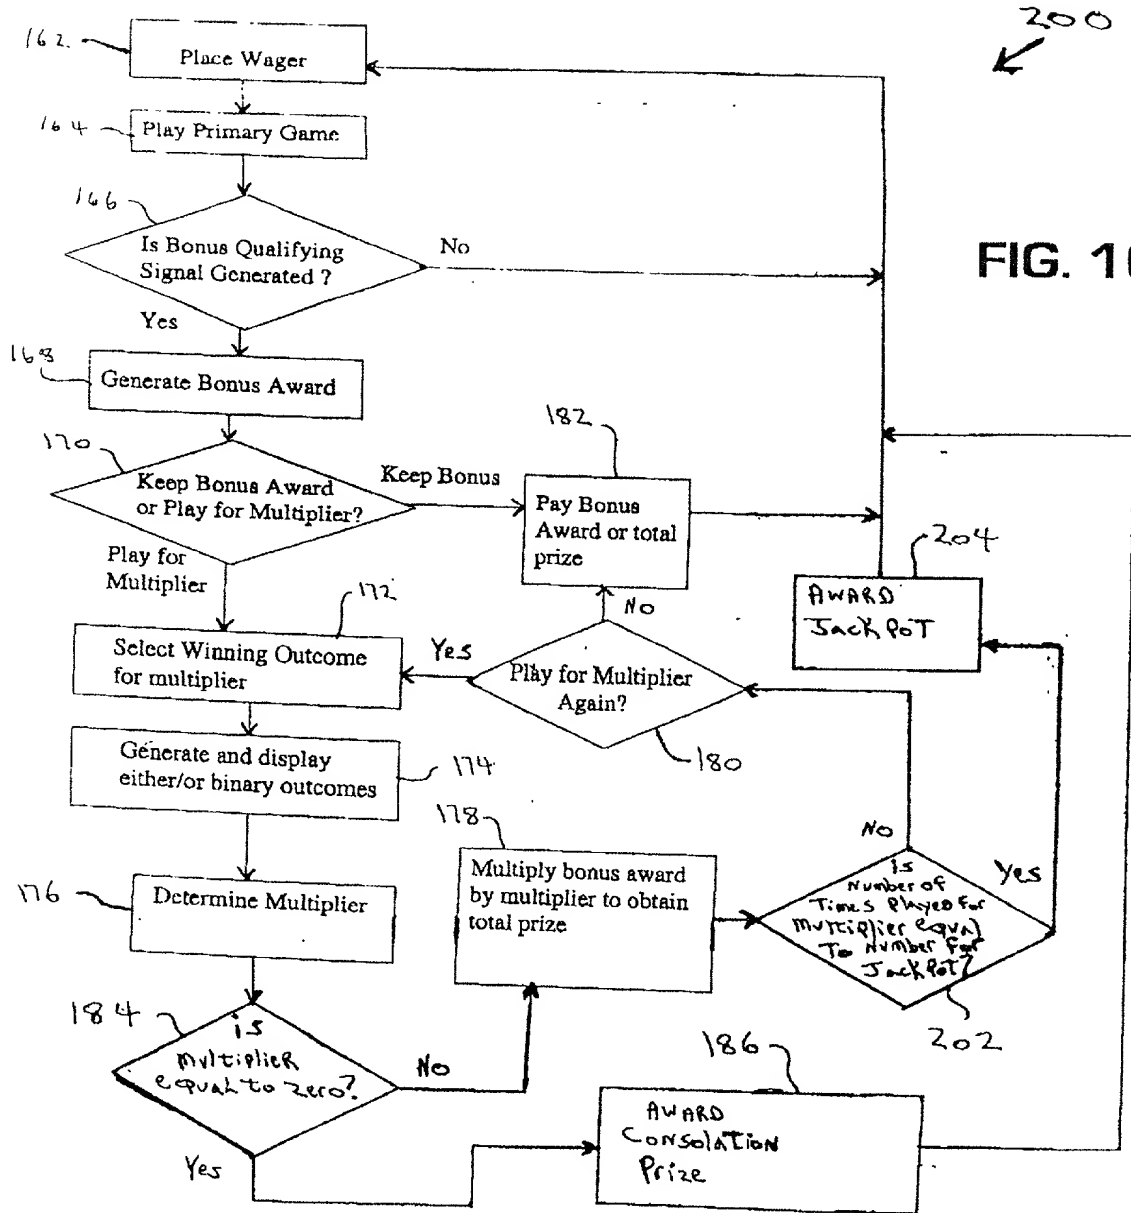 200
162
Place Wager
164
Play Primary Game
166
Is Bonus Qualifying
Signal Generated ?
No
FIG. 10
Yes
168
Generate Bonus Award
170
Keep Bonus Award
or Play for Multiplier?
Keep Bonus
182
Pay Bonus
Award or total
prize
Play for
Multiplier
172
Select Winning Outcome
for multiplier
Yes
No
Play for Multiplier
Again?
180
204
AWARD
JackPoT
174
Generate and display
either/or binary outcomes
176
Determine Multiplier
178
Multiply bonus award
by multiplier to obtain
total prize
No
Yes
is
Number of
Times Played For
Multiplier equal
To Number for
JackPoT?
202
184
is
Multiplier
equal to zero?
No
Yes
186
AWARD
Consolation
Prize